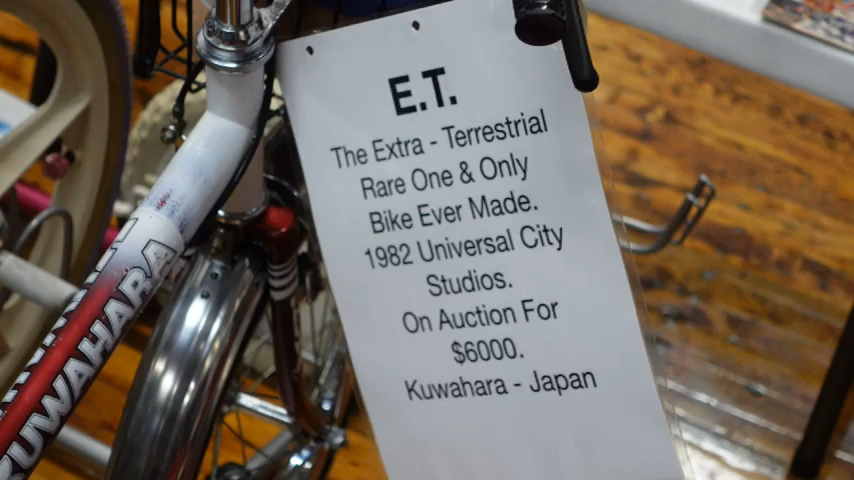 E.T.
The Extra - Terrestrial
Rare One & Only
Bike Ever Made.
1982 Universal City
Studios.
On Auction For
$6000.
Kuwahara - Japan
KUWAHARA